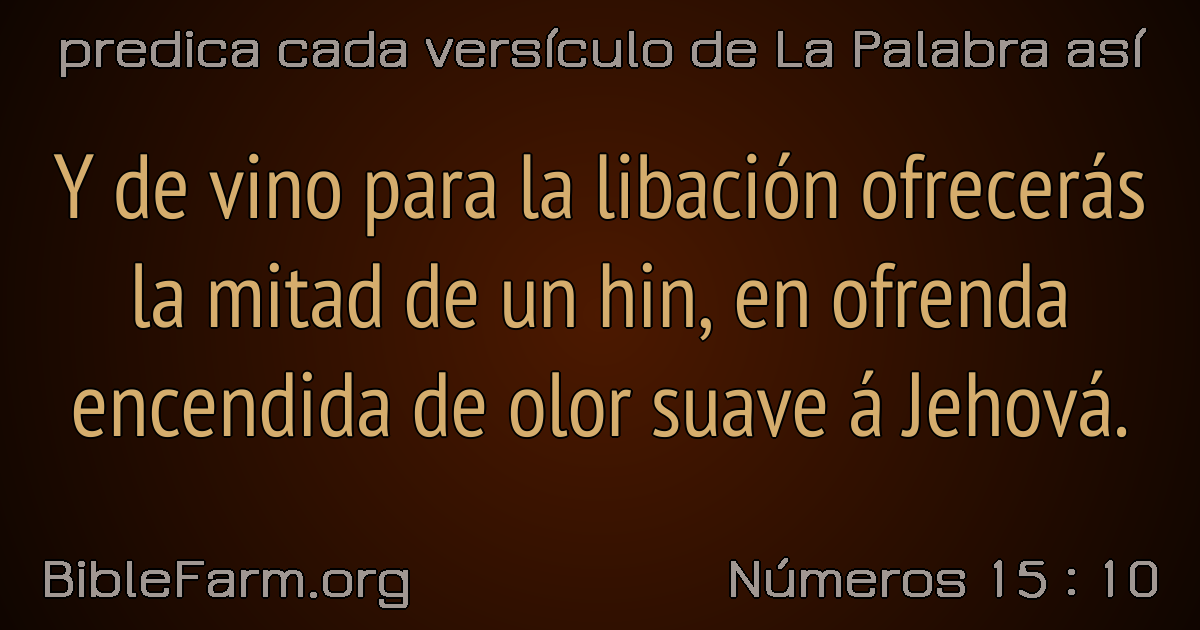 predica cada versículo de La Palabra así
Y de vino para la libación ofrecerás
la mitad de un hin, en ofrenda
encendida de olor suave á Jehová.
BibleFarm.org
Números 15 : 10